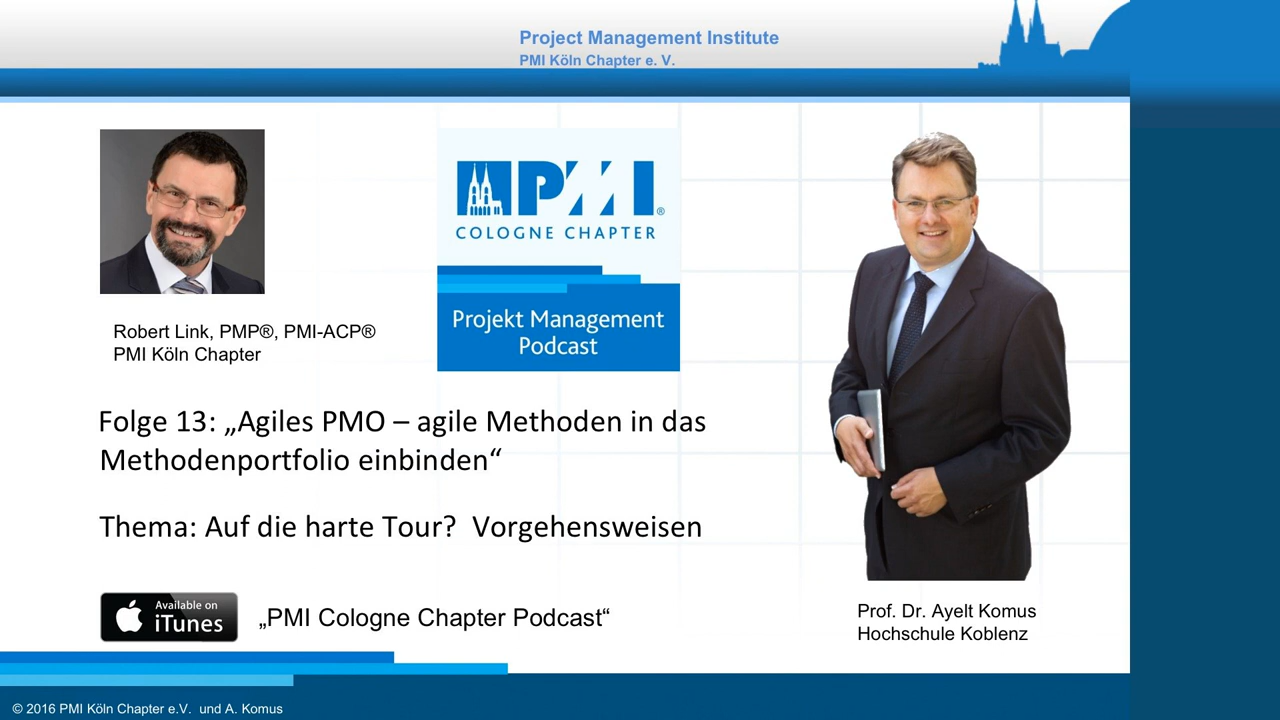 Project Management Institute
PMI Köln Chapter e. V.
PMI®
COLOGNE CHAPTER
Projekt Management
Podcast
Robert Link, PMP®, PMI-ACP®
PMI Köln Chapter
Folge 13: „Agiles PMO – agile Methoden in das
Methodenportfolio einbinden“
Thema: Auf die harte Tour?  Vorgehensweisen
Available on
iTunes
„PMI Cologne Chapter Podcast“
Prof. Dr. Ayelt Komus
Hochschule Koblenz
© 2016 PMI Köln Chapter e.V.  und A. Komus